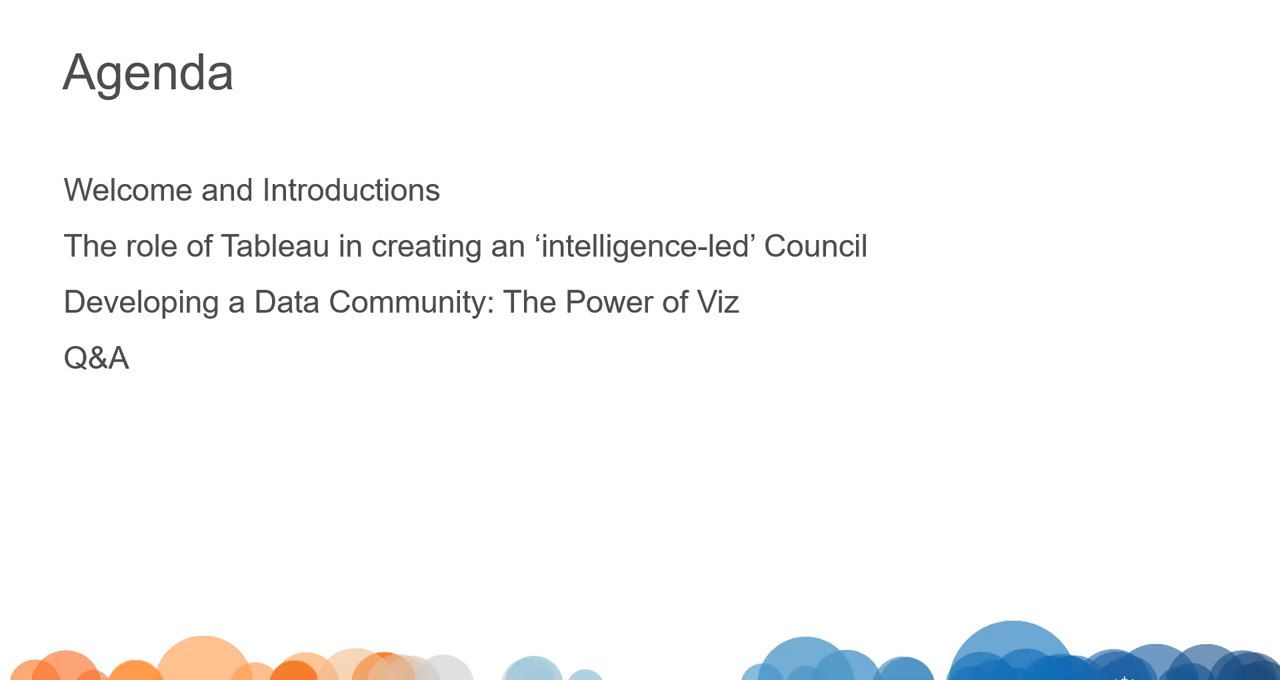 Agenda
Welcome and Introductions
The role of Tableau in creating an ‘intelligence-led’ Council
Developing a Data Community: The Power of Viz
Q&A